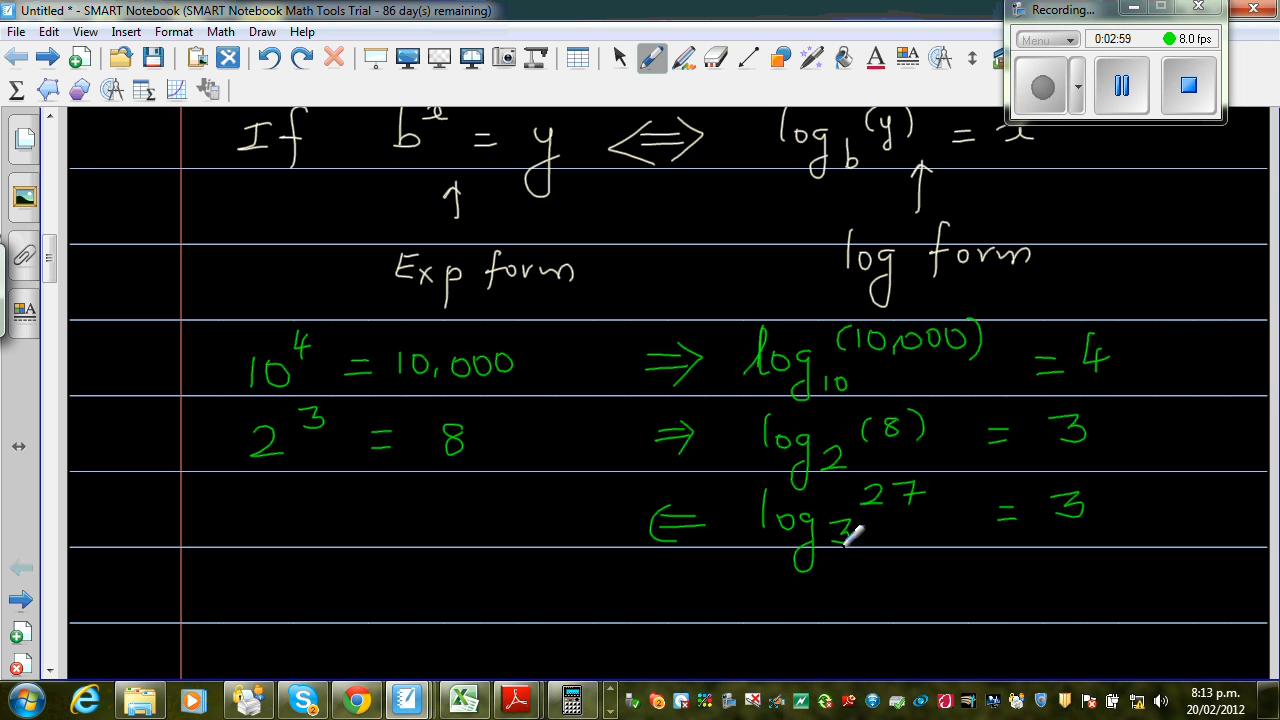 Untitled * - SMART Notebook (SMART Notebook Math Tools Trial - 86 day(s) remaining)
Recording...
File Edit View Insert Format Math Draw Help
Menu 0:02:59 8.0 fps
If b^x = y <=> log_b (y) = x
↑ ↑
Exp form log form
10^4 = 10,000 => log_10 (10,000) = 4
2^3 = 8 => log_2 (8) = 3
<= log_3 27 = 3
8:13 p.m.
20/02/2012